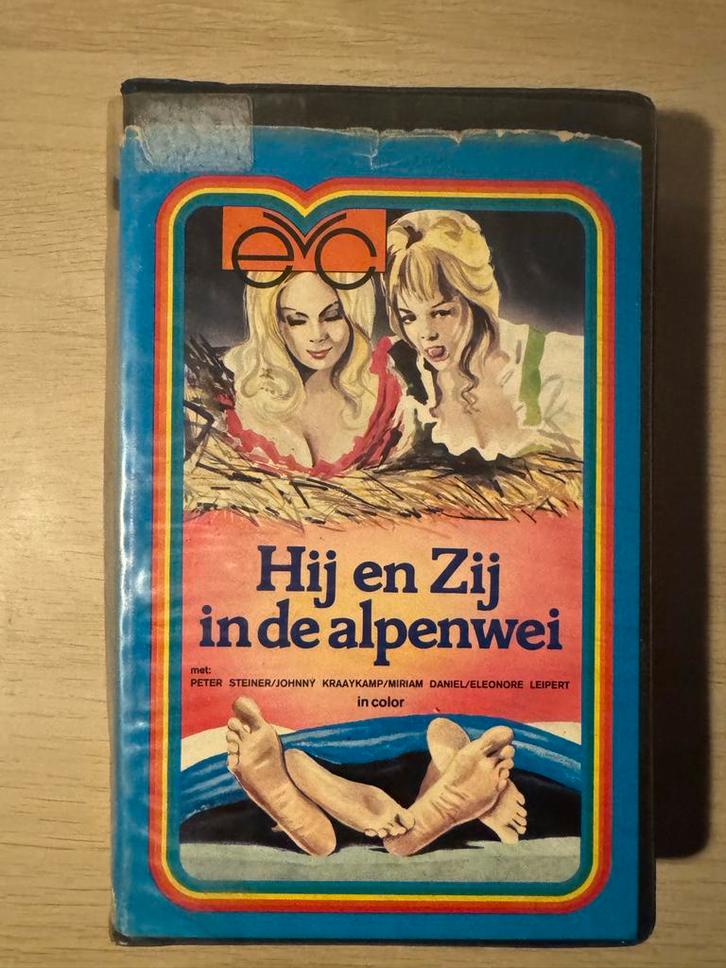 evc
Hij en Zij
in de alpenwei
met:
PETER STEINER/JOHNNY KRAAYKAMP/MIRIAM DANIEL/ELEONORE LEIPERT
in color